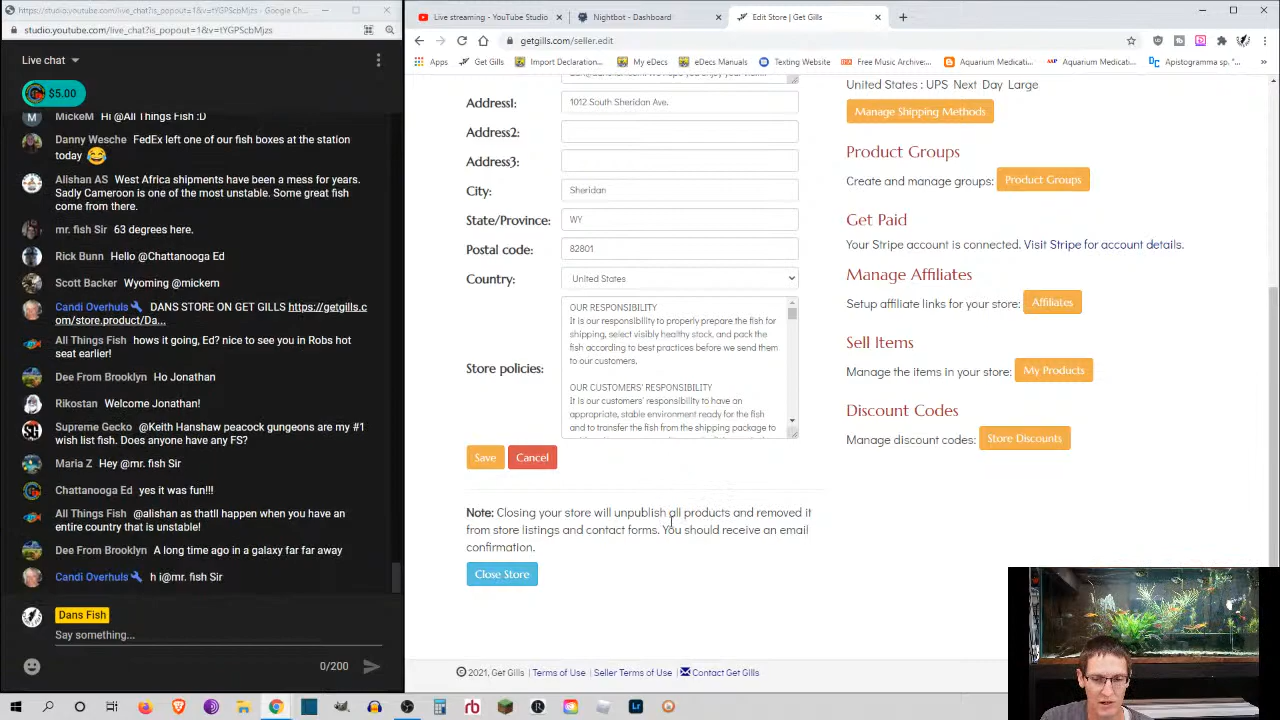 https://studio.youtube.com/live_chat?is_popout=1&v=tYGPScbMjzs - Google Ch...
studio.youtube.com/live_chat?is_popout=1&v=tYGPScbMjzs
Live chat
$5.00
M MickeM Hi @All Things Fish :D
Danny Wesche FedEx left one of our fish boxes at the station
today
Alishan AS West Africa shipments have been a mess for years.
Sadly Cameroon is one of the most unstable. Some great fish
come from there.
mr. fish Sir 63 degrees here.
Rick Bunn Hello @Chattanooga Ed
Scott Backer Wyoming @mickem
Candi Overhuls DANS STORE ON GET GILLS https://getgills.c
om/store.product/Da...
All Things Fish hows it going, Ed? nice to see you in Robs hot
seat earlier!
Dee From Brooklyn Ho Jonathan
Rikostan Welcome Jonathan!
Supreme Gecko @Keith Hanshaw peacock gungeons are my #1
wish list fish. Does anyone have any FS?
Maria Z Hey @mr. fish Sir
Chattanooga Ed yes it was fun!!!
All Things Fish @alishan as thatll happen when you have an
entire country that is unstable!
Dee From Brooklyn A long time ago in a galaxy far far away
Candi Overhuls h hi@mr. fish Sir
Dans Fish
Say something...
0/200
Live streaming - YouTube Studio
Nightbot - Dashboard
Edit Store | Get Gills
getgills.com/seller.edit
Apps
Get Gills
Import Declaration...
My eDecs
eDecs Manuals
Texting Website
Free Music Archive:...
Aquarium Medicati...
Aquarium Medicati...
Apistogramma sp....
»
Address1: 1012 South Sheridan Ave.
Address2:
Address3:
City: Sheridan
State/Province: WY
Postal code: 82801
Country: United States
Store policies:
OUR RESPONSIBILITY
It is our responsibility to properly prepare the fish for
shipping, select visibly healthy stock, and pack the
fish according to best practices before we send them
to our customers.
OUR CUSTOMERS' RESPONSIBILITY
It is our customers' responsibility to have an
appropriate, stable environment ready for the fish
and to transfer the fish from the shipping package to
Save Cancel
Note: Closing your store will unpublish all products and removed it
from store listings and contact forms. You should receive an email
confirmation.
Close Store
United States : UPS Next Day Large
Manage Shipping Methods
Product Groups
Create and manage groups: Product Groups
Get Paid
Your Stripe account is connected. Visit Stripe for account details.
Manage Affiliates
Setup affiliate links for your store: Affiliates
Sell Items
Manage the items in your store: My Products
Discount Codes
Manage discount codes: Store Discounts
© 2021, Get Gills | Terms of Use | Seller Terms of Use | Contact Get Gills